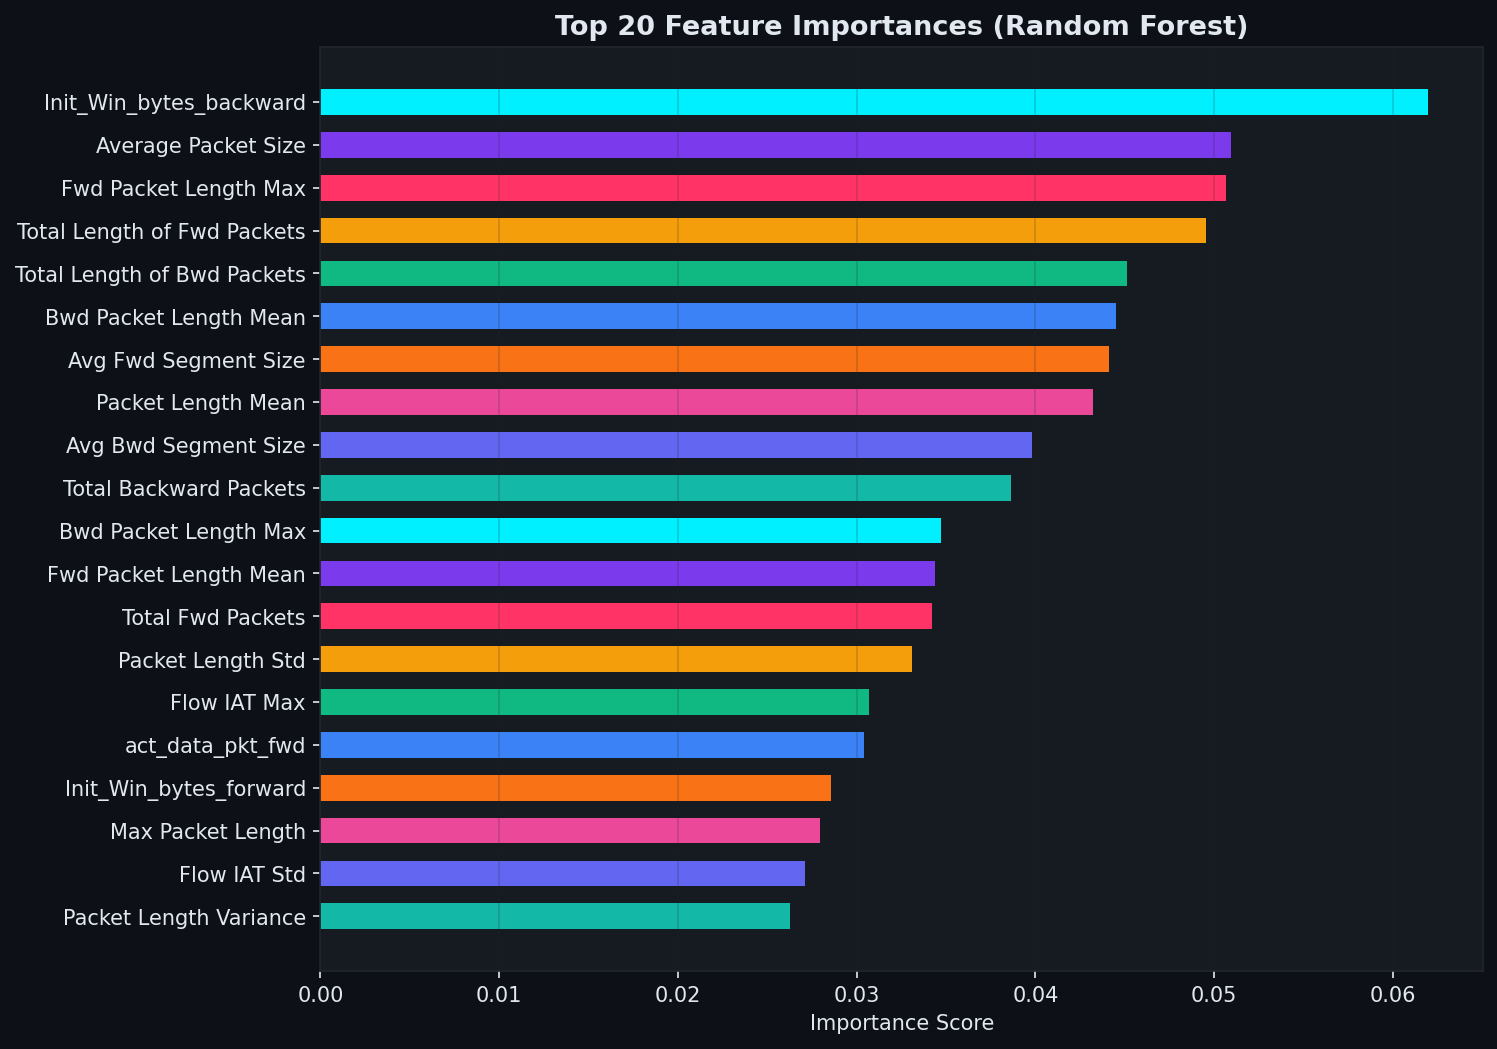 Top 20 Feature Importances (Random Forest)
Init_Win_bytes_backward
Average Packet Size
Fwd Packet Length Max
Total Length of Fwd Packets
Total Length of Bwd Packets
Bwd Packet Length Mean
Avg Fwd Segment Size
Packet Length Mean
Avg Bwd Segment Size
Total Backward Packets
Bwd Packet Length Max
Fwd Packet Length Mean
Total Fwd Packets
Packet Length Std
Flow IAT Max
act_data_pkt_fwd
Init_Win_bytes_forward
Max Packet Length
Flow IAT Std
Packet Length Variance
0.00 0.01 0.02 0.03 0.04 0.05 0.06
Importance Score